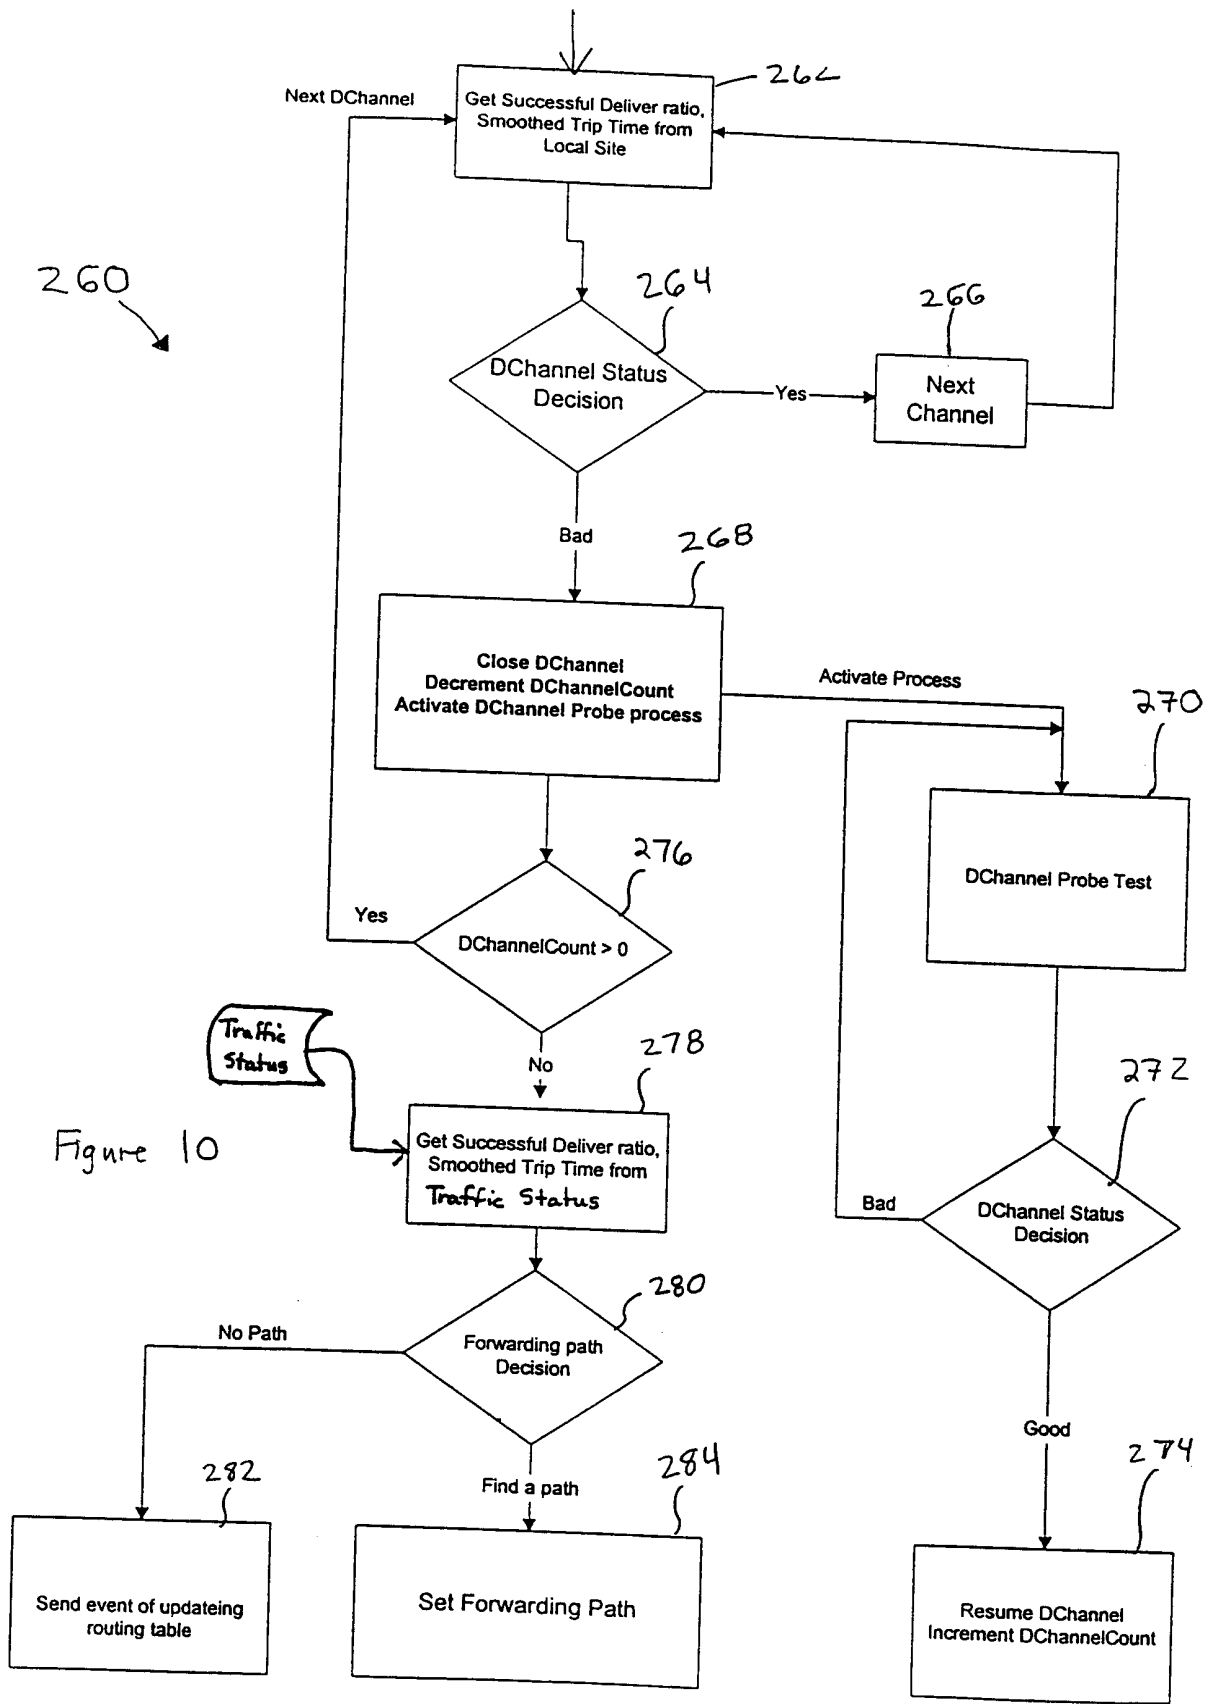 262
Next DChannel
Get Successful Deliver ratio,
Smoothed Trip Time from
Local Site
260
264
266
DChannel Status
Decision
Yes
Next
Channel
Bad
268
Close DChannel
Decrement DChannelCount
Activate DChannel Probe process
Activate Process
270
276
DChannel Probe Test
Yes
DChannelCount > 0
Traffic
Status
No
278
272
Figure 10
Get Successful Deliver ratio,
Smoothed Trip Time from
Traffic Status
Bad
DChannel Status
Decision
280
No Path
Forwarding path
Decision
Good
282
Find a path
284
274
Send event of updateing
routing table
Set Forwarding Path
Resume DChannel
Increment DChannelCount